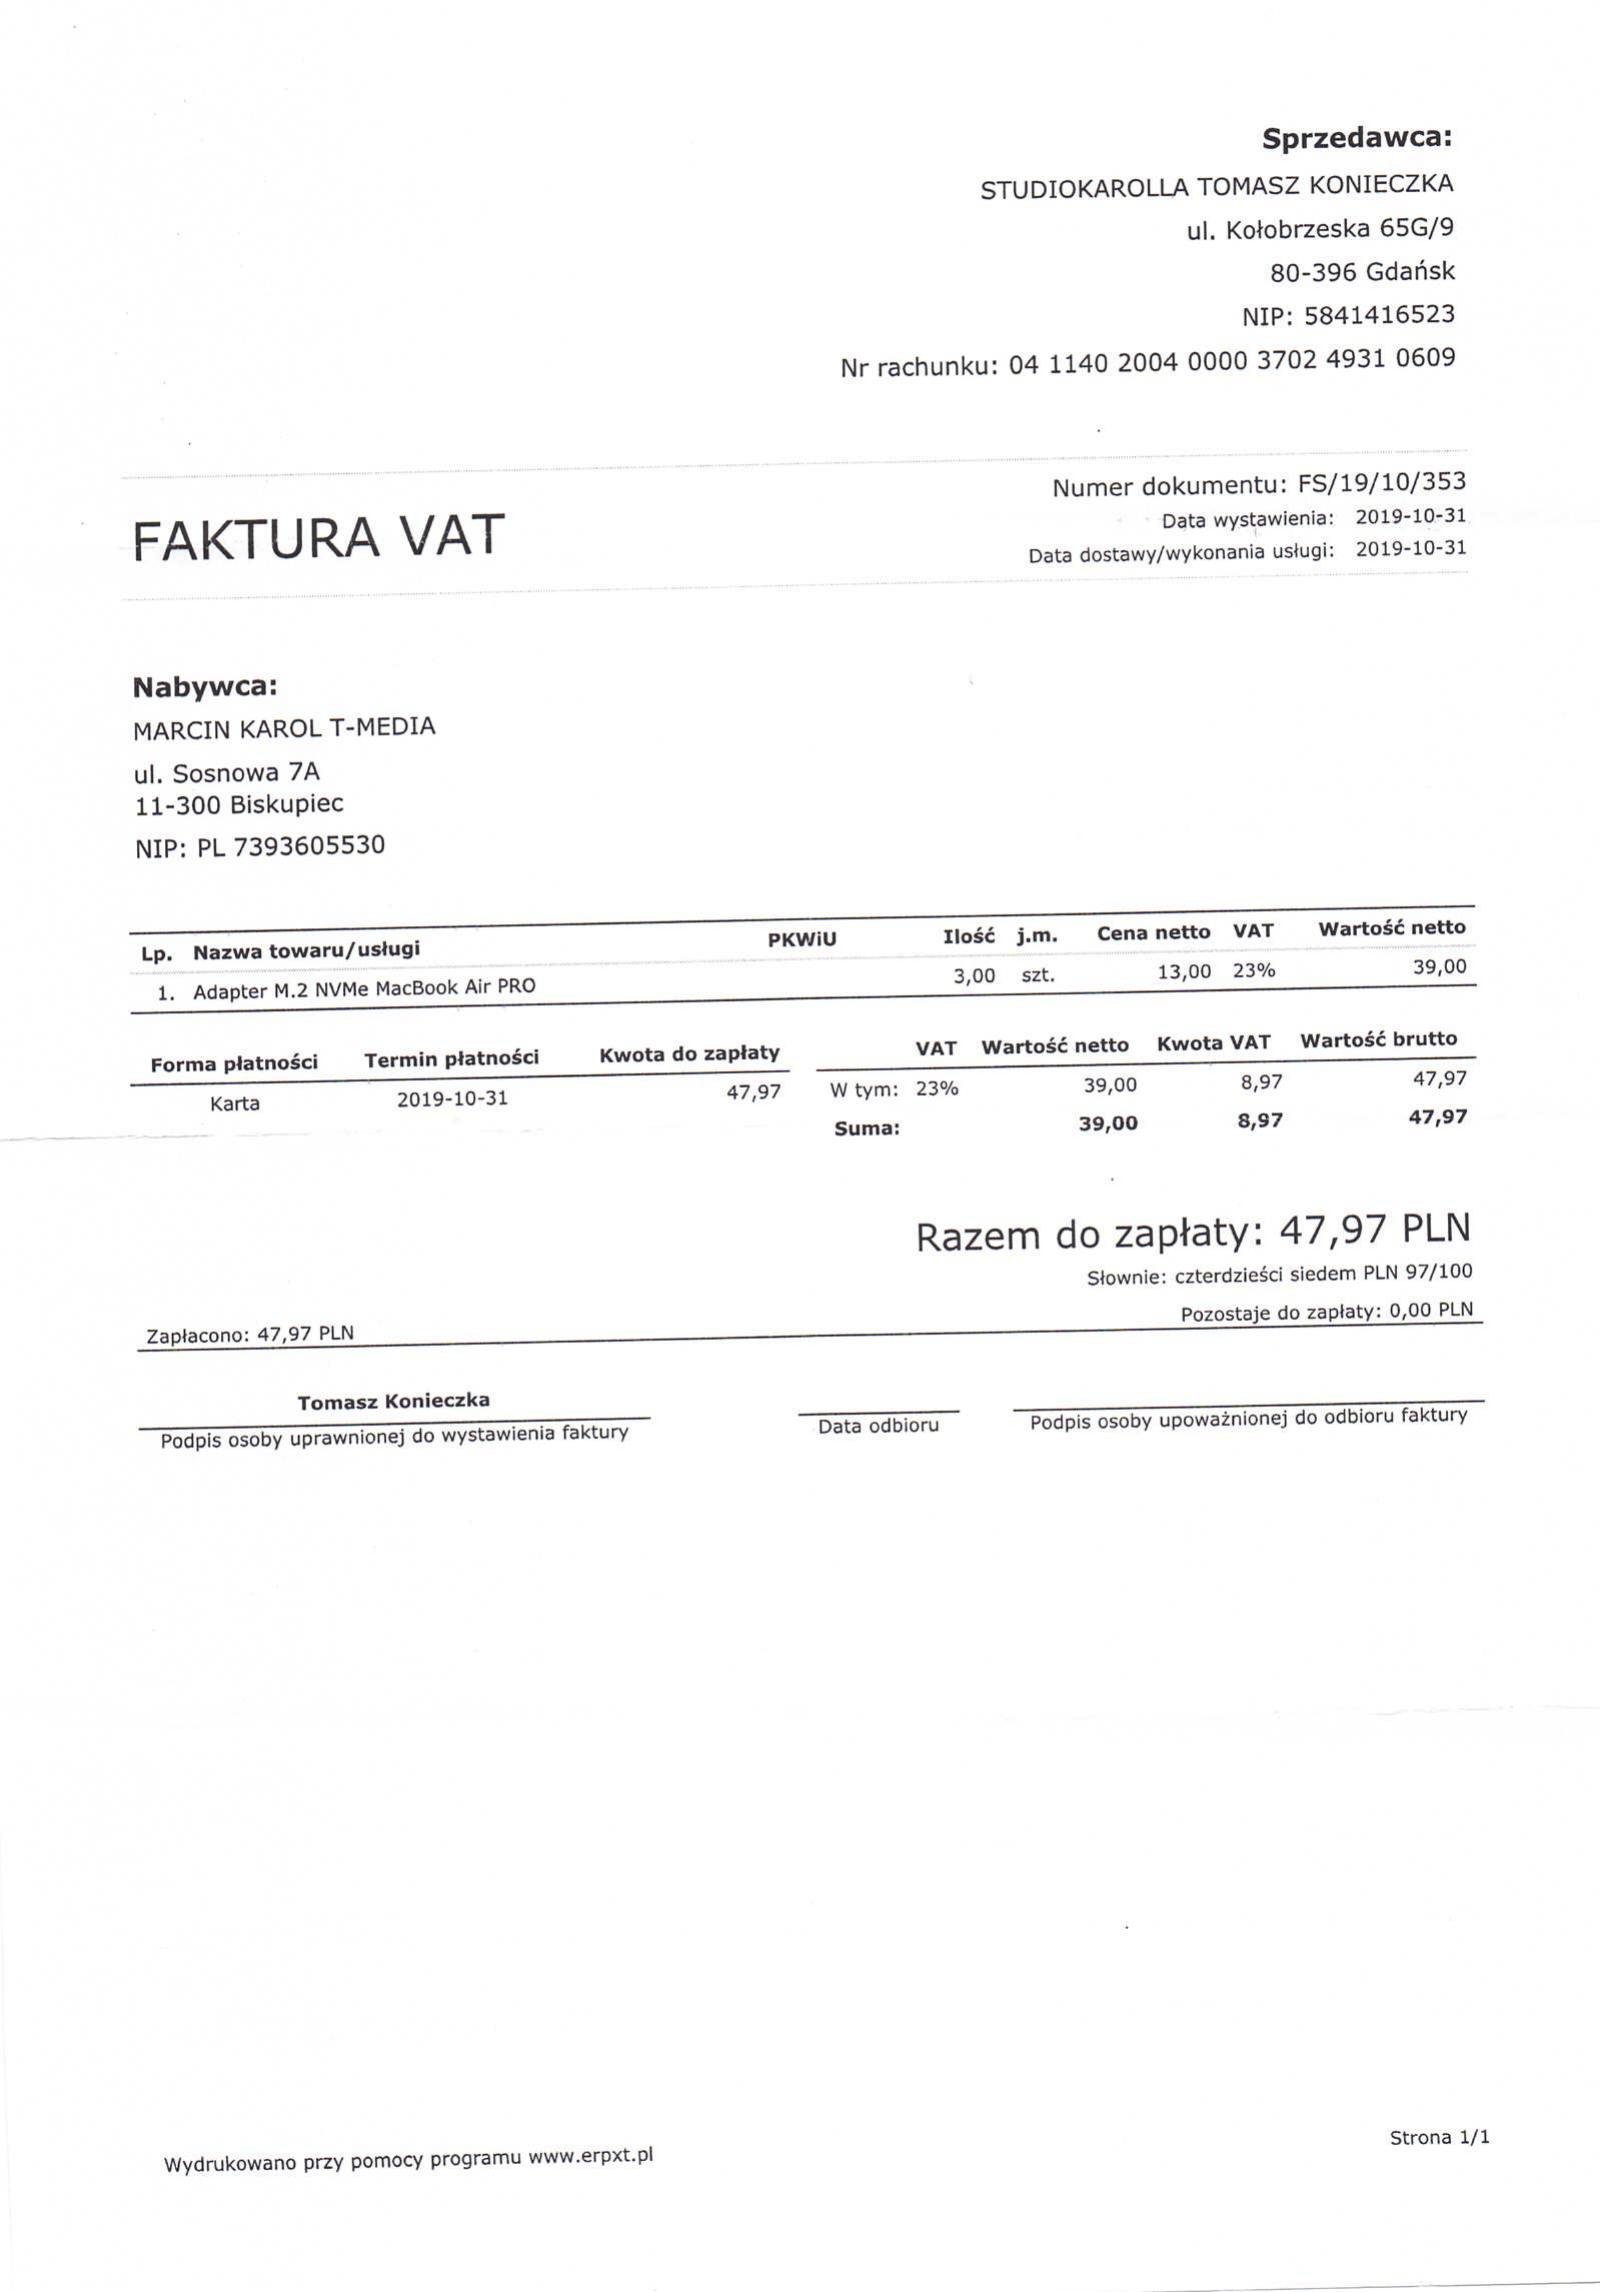 Sprzedawca:
STUDIOKAROLLA TOMASZ KONIECZKA
ul. Kołobrzeska 65G/9
80-396 Gdańsk
NIP: 5841416523
Nr rachunku: 04 1140 2004 0000 3702 4931 0609
FAKTURA VAT
Numer dokumentu: FS/19/10/353
Data wystawienia: 2019-10-31
Data dostawy/wykonania usługi: 2019-10-31
Nabywca:
MARCIN KAROL T-MEDIA
ul. Sosnowa 7A
11-300 Biskupiec
NIP: PL 7393605530
Lp. Nazwa towaru/usługi PKWiU Ilość j.m. Cena netto VAT Wartość netto
1. Adapter M.2 NVMe MacBook Air PRO 3,00 szt. 13,00 23% 39,00
Forma płatności Termin płatności Kwota do zapłaty
Karta 2019-10-31 47,97
VAT Wartość netto Kwota VAT Wartość brutto
W tym: 23% 39,00 8,97 47,97
Suma: 39,00 8,97 47,97
Razem do zapłaty: 47,97 PLN
Słownie: czterdzieści siedem PLN 97/100
Pozostaje do zapłaty: 0,00 PLN
Zapłacono: 47,97 PLN
Tomasz Konieczka
Podpis osoby uprawnionej do wystawienia faktury
Data odbioru
Podpis osoby upoważnionej do odbioru faktury
Wydrukowano przy pomocy programu www.erpxt.pl
Strona 1/1